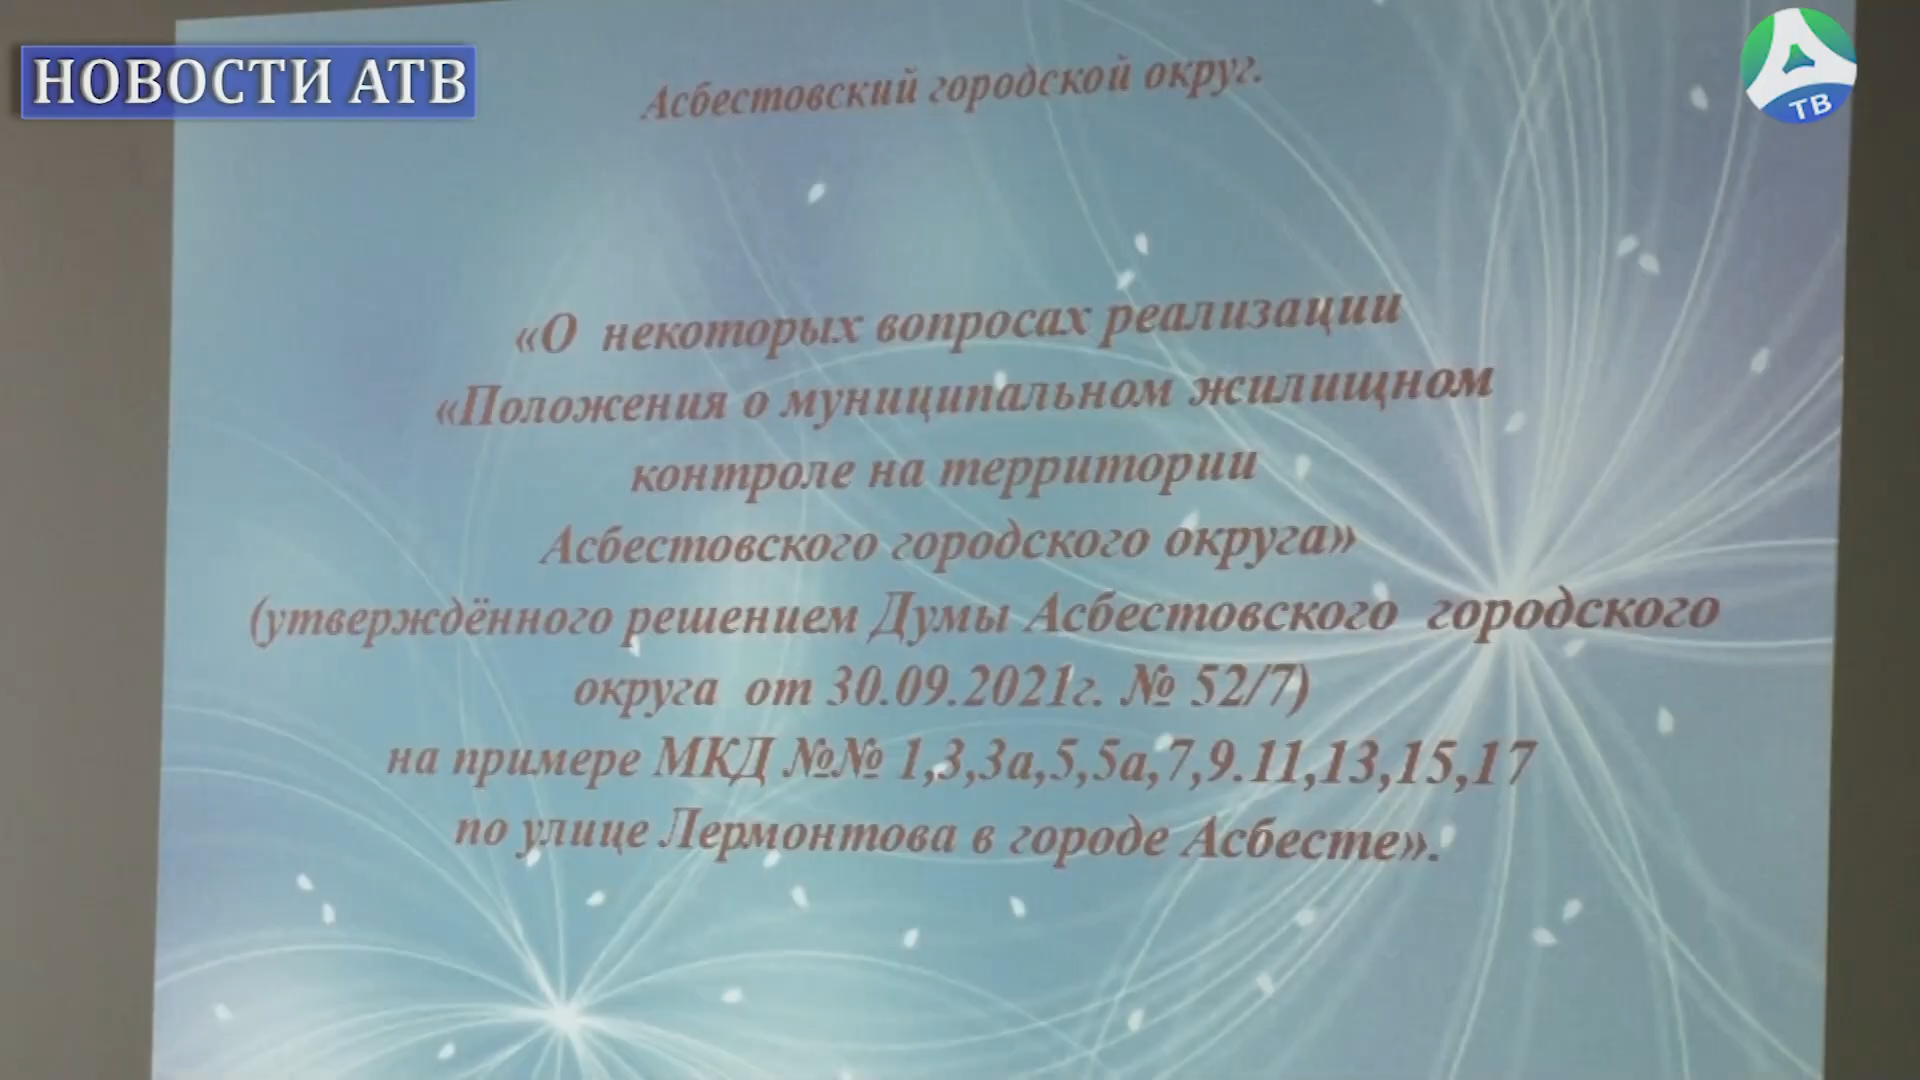 НОВОСТИ АТВ
ТВ
Асбестовский городской округ.
«О некоторых вопросах реализации
«Положения о муниципальном жилищном
контроле на территории
Асбестовского городского округа»
(утверждённого решением Думы Асбестовского городского
округа от 30.09.2021г. № 52/7)
на примере МКД №№ 1,3,3а,5,5а,7,9.11,13,15,17
по улице Лермонтова в городе Асбесте».